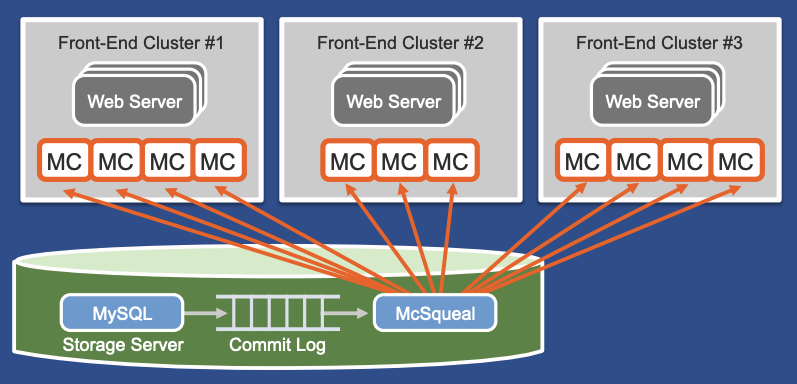 Front-End Cluster #1
Front-End Cluster #2
Front-End Cluster #3
Web Server
Web Server
Web Server
MC MC MC MC
MC MC MC
MC MC MC MC
MySQL
McSqueal
Storage Server
Commit Log